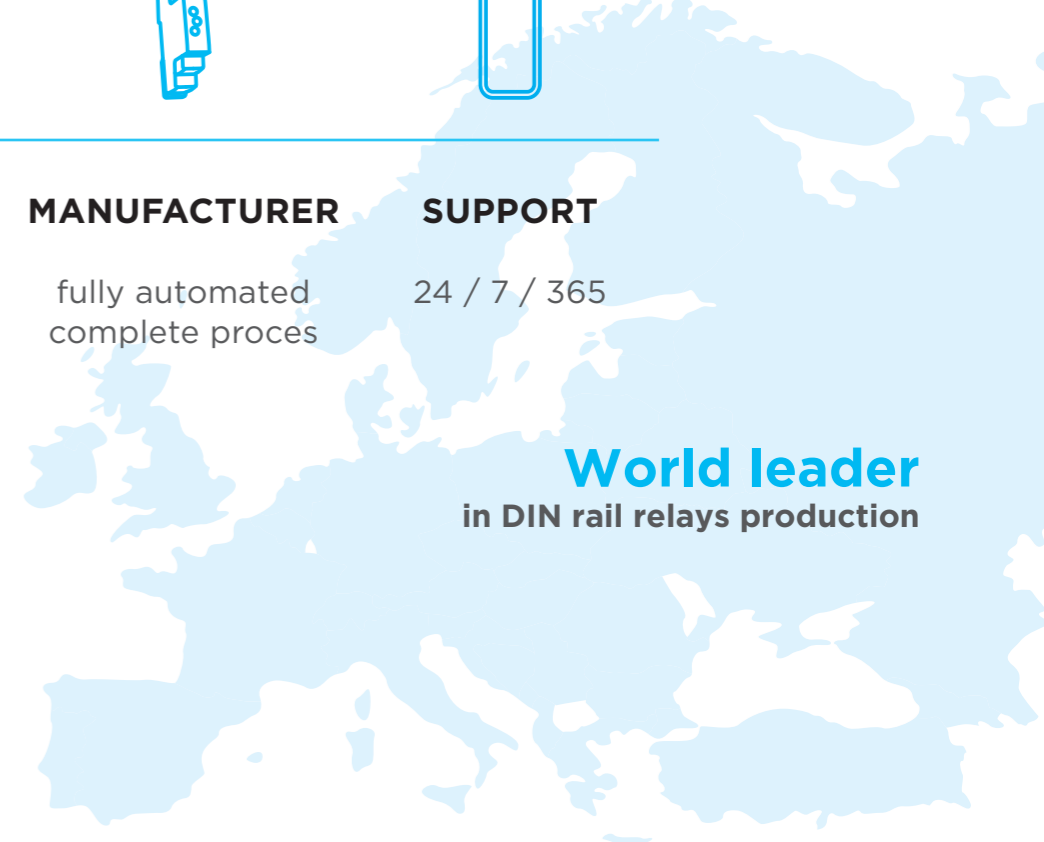 MANUFACTURER
fully automated
complete proces
SUPPORT
24 / 7 / 365
World leader
in DIN rail relays production